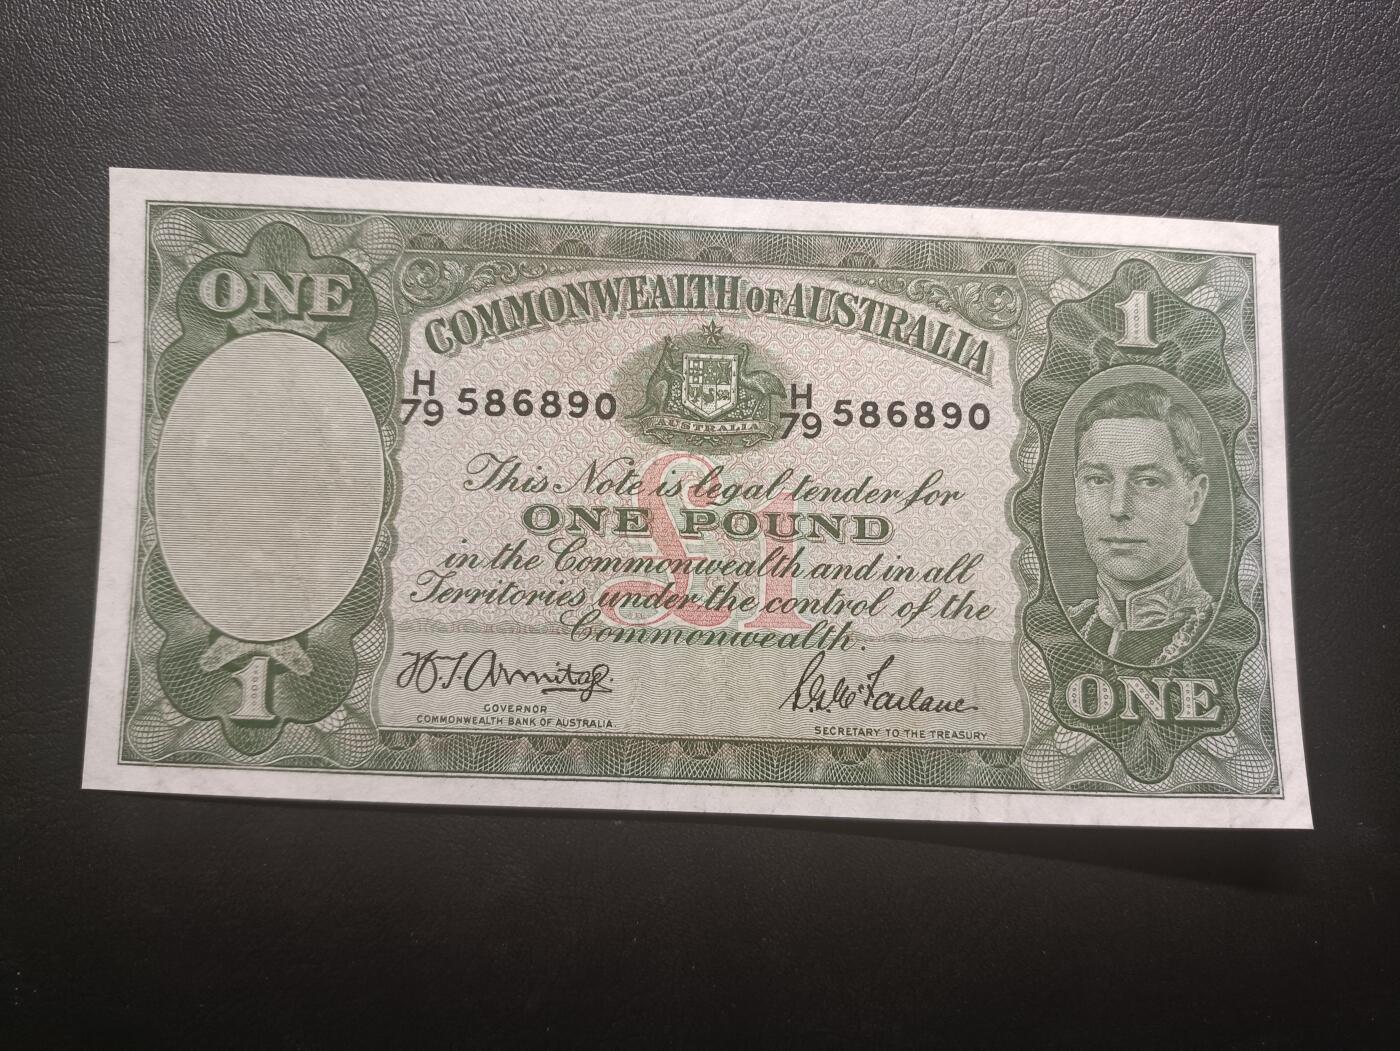 ONE
1
COMMONWEALTH OF AUSTRALIA
H
79 586890
H
79 586890
AUSTRALIA
This Note is legal tender for
ONE POUND
£1
in the Commonwealth and in all
Territories under the control of the
Commonwealth.
H.T. Armitage.
GOVERNOR
COMMONWEALTH BANK OF AUSTRALIA.
S.G. McFarlane
SECRETARY TO THE TREASURY.
1
ONE